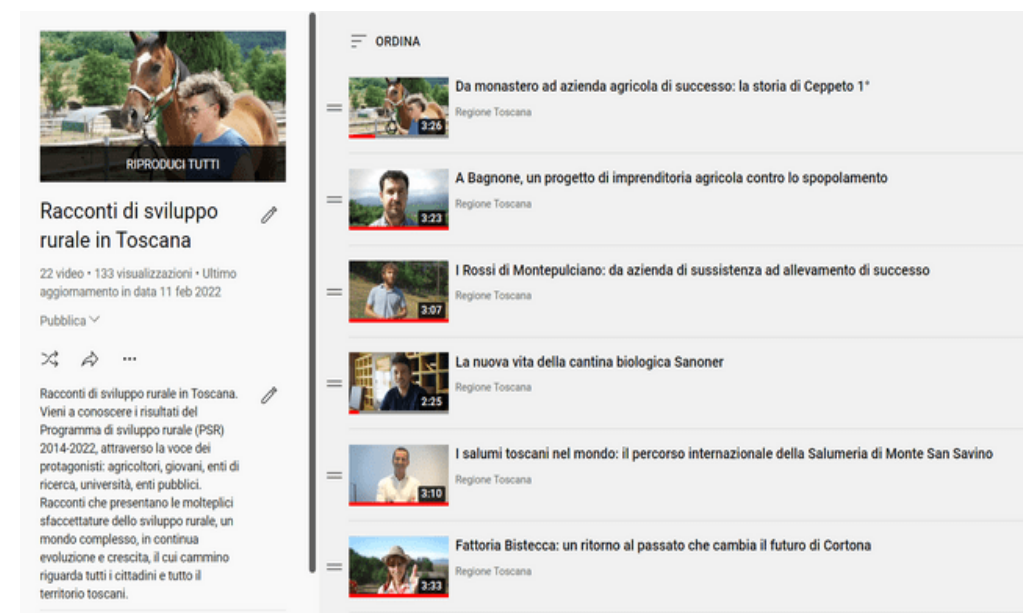 RIPRODUCI TUTTI
Racconti di sviluppo
rurale in Toscana
22 video • 133 visualizzazioni • Ultimo
aggiornamento in data 11 feb 2022
Pubblica
Racconti di sviluppo rurale in Toscana.
Vieni a conoscere i risultati del
Programma di sviluppo rurale (PSR)
2014-2022, attraverso la voce dei
protagonisti: agricoltori, giovani, enti di
ricerca, università, enti pubblici.
Racconti che presentano le molteplici
sfaccettature dello sviluppo rurale, un
mondo complesso, in continua
evoluzione e crescita, il cui cammino
riguarda tutti i cittadini e tutto il
territorio toscani.
ORDINA
Da monastero ad azienda agricola di successo: la storia di Ceppeto 1°
Regione Toscana
3:26
A Bagnone, un progetto di imprenditoria agricola contro lo spopolamento
Regione Toscana
3:23
I Rossi di Montepulciano: da azienda di sussistenza ad allevamento di successo
Regione Toscana
3:07
La nuova vita della cantina biologica Sanoner
Regione Toscana
2:25
I salumi toscani nel mondo: il percorso internazionale della Salumeria di Monte San Savino
Regione Toscana
3:10
Fattoria Bistecca: un ritorno al passato che cambia il futuro di Cortona
Regione Toscana
3:33